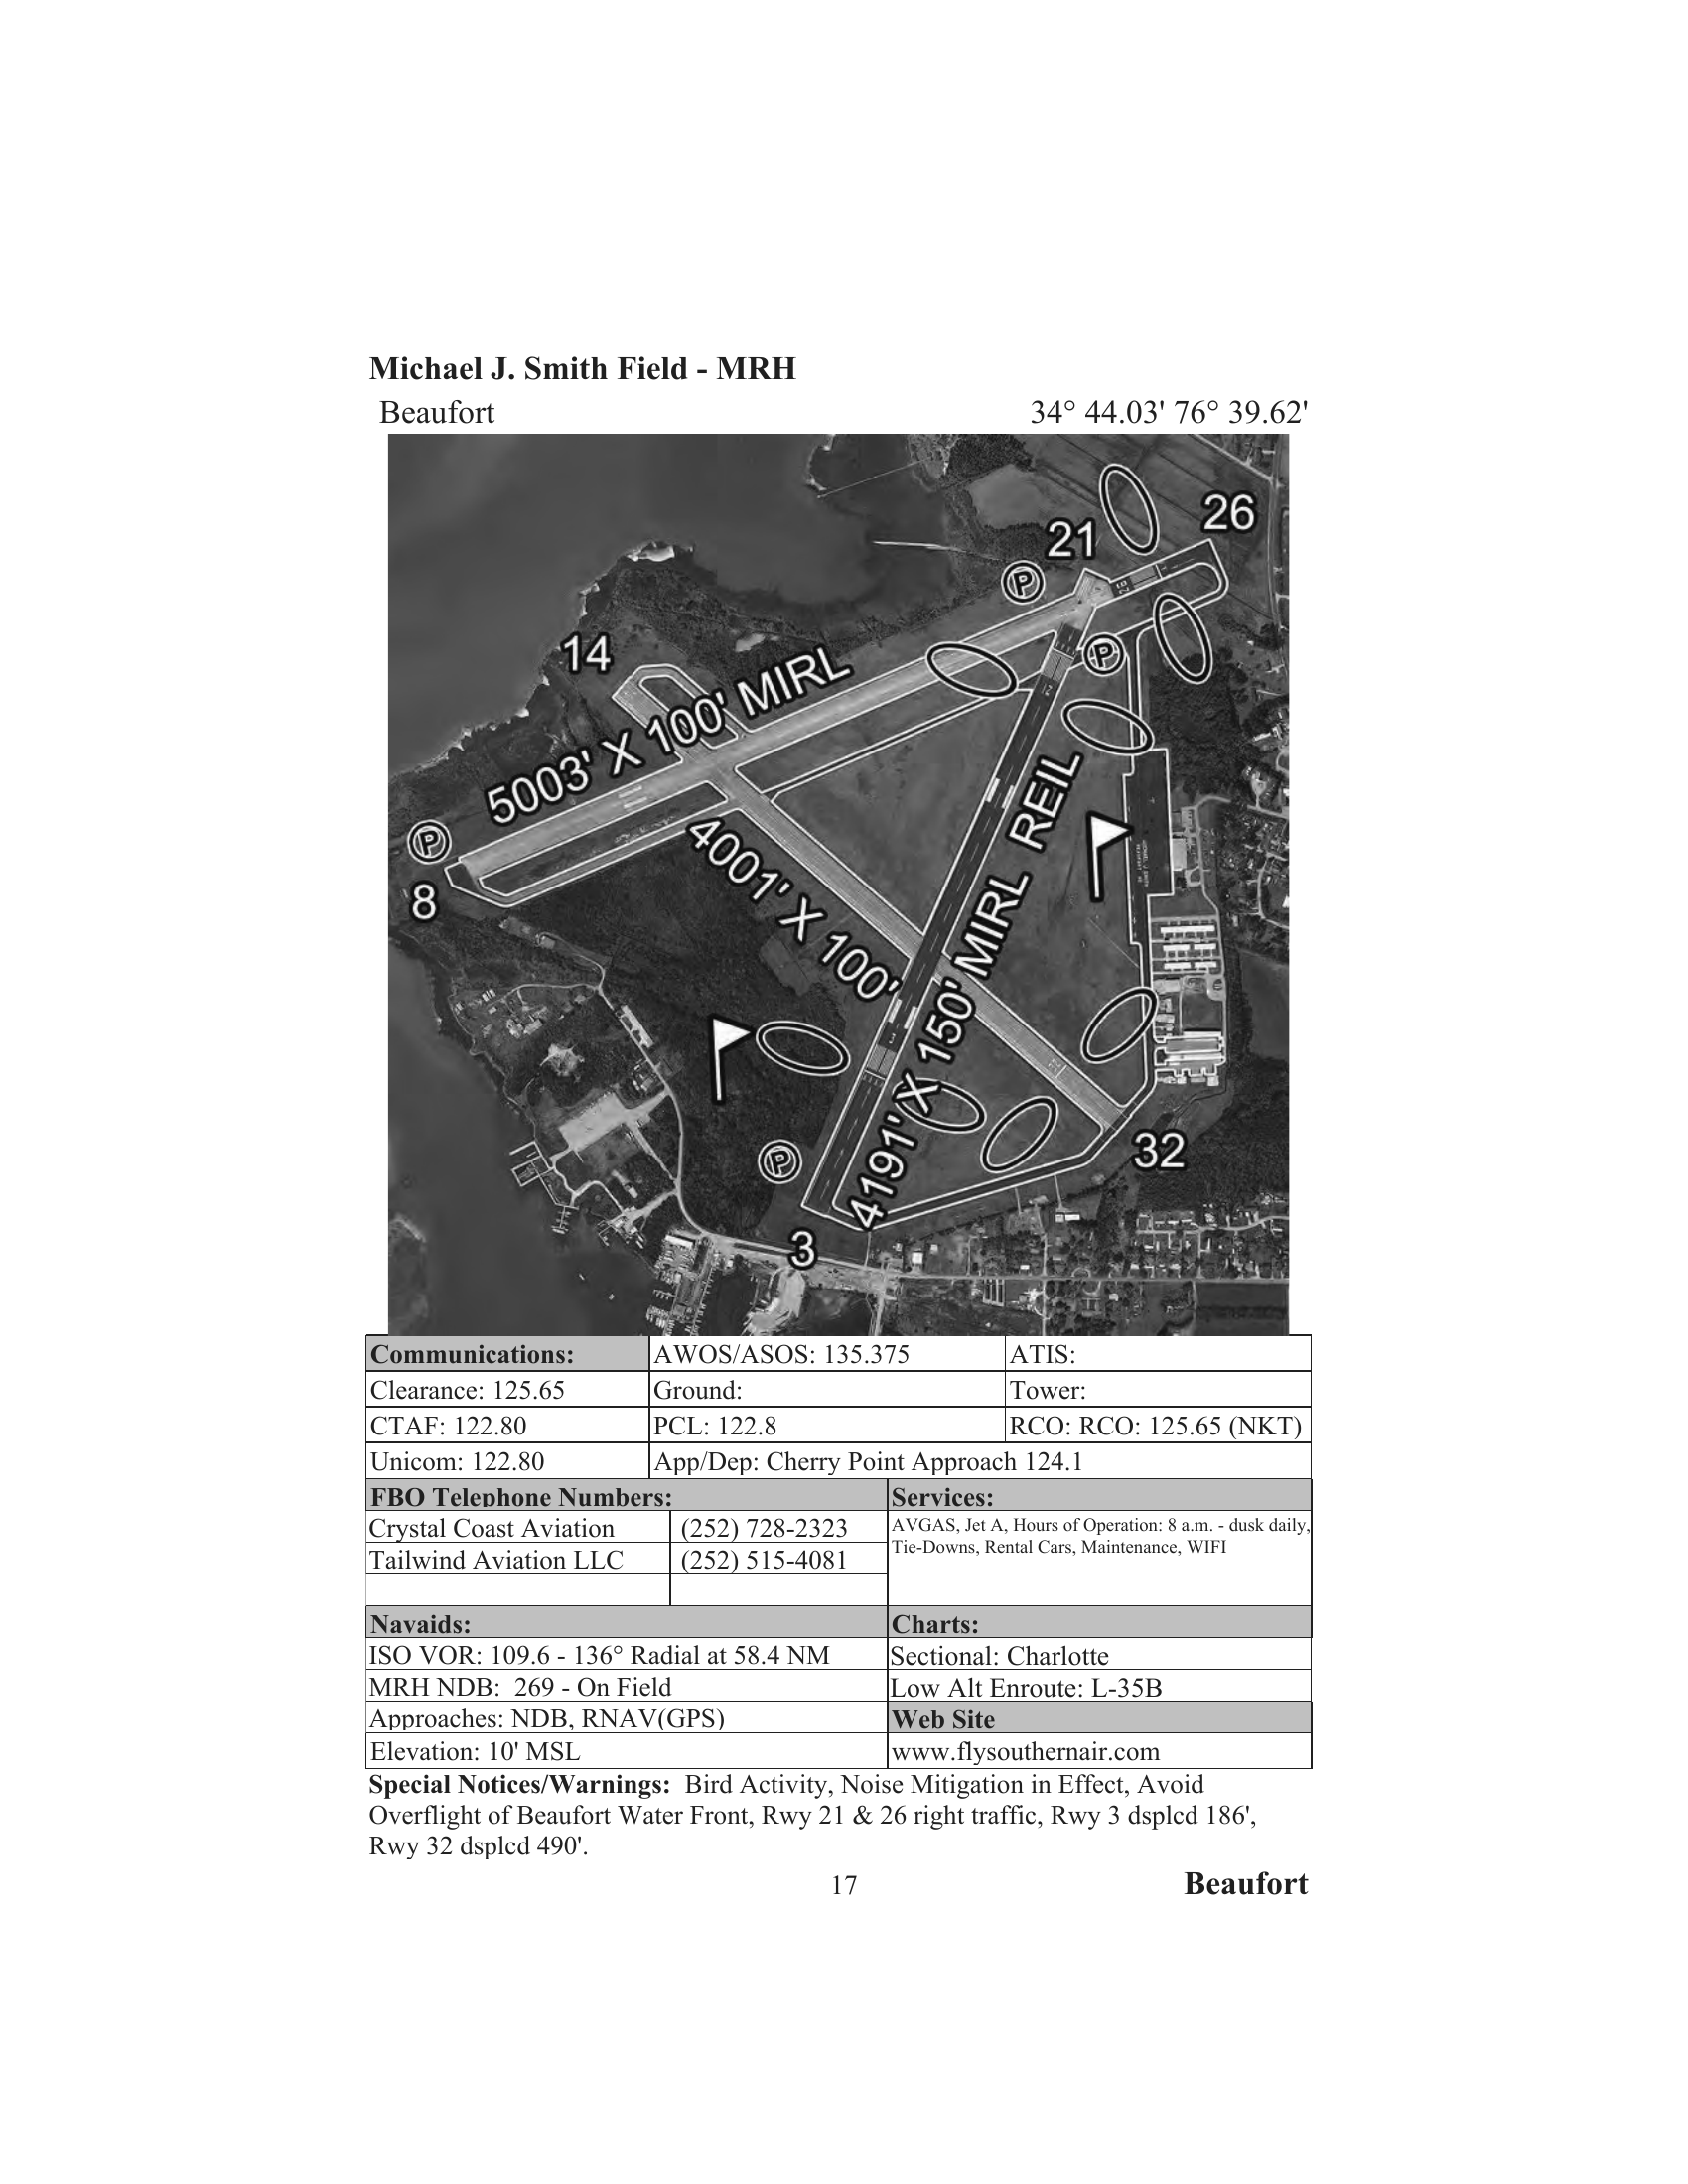 Michael J. Smith Field - MRH
Beaufort 34° 44.03' 76° 39.62'
26
21
P
14
P
5003' X 100' MIRL
P
8
4001' X 100'
4191' X 150' MIRL REIL
32
P
3
Communications: AWOS/ASOS: 135.375 ATIS:
Clearance: 125.65 Ground: Tower:
CTAF: 122.80 PCL: 122.8 RCO: RCO: 125.65 (NKT)
Unicom: 122.80 App/Dep: Cherry Point Approach 124.1
FBO Telephone Numbers: Services:
Crystal Coast Aviation (252) 728-2323 AVGAS, Jet A, Hours of Operation: 8 a.m. - dusk daily,
Tie-Downs, Rental Cars, Maintenance, WIFI
Tailwind Aviation LLC (252) 515-4081
Navaids: Charts:
ISO VOR: 109.6 - 136° Radial at 58.4 NM Sectional: Charlotte
MRH NDB: 269 - On Field Low Alt Enroute: L-35B
Approaches: NDB, RNAV(GPS) Web Site
Elevation: 10' MSL www.flysouthernair.com
Special Notices/Warnings: Bird Activity, Noise Mitigation in Effect, Avoid
Overflight of Beaufort Water Front, Rwy 21 & 26 right traffic, Rwy 3 dsplcd 186',
Rwy 32 dsplcd 490'.
17 Beaufort